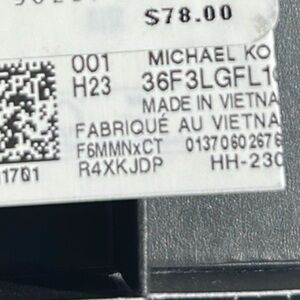 $78.00
001 MICHAEL KO
H23 36F3LGFL1
MADE IN VIETNA
FABRIQUÉ AU VIETNA
F6MMNxCT 0137060267
R4XKJDP HH-230
1701